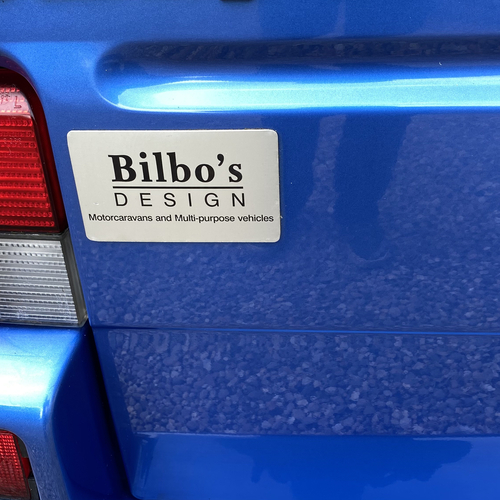 Bilbo's
DESIGN
Motorcaravans and Multi-purpose vehicles